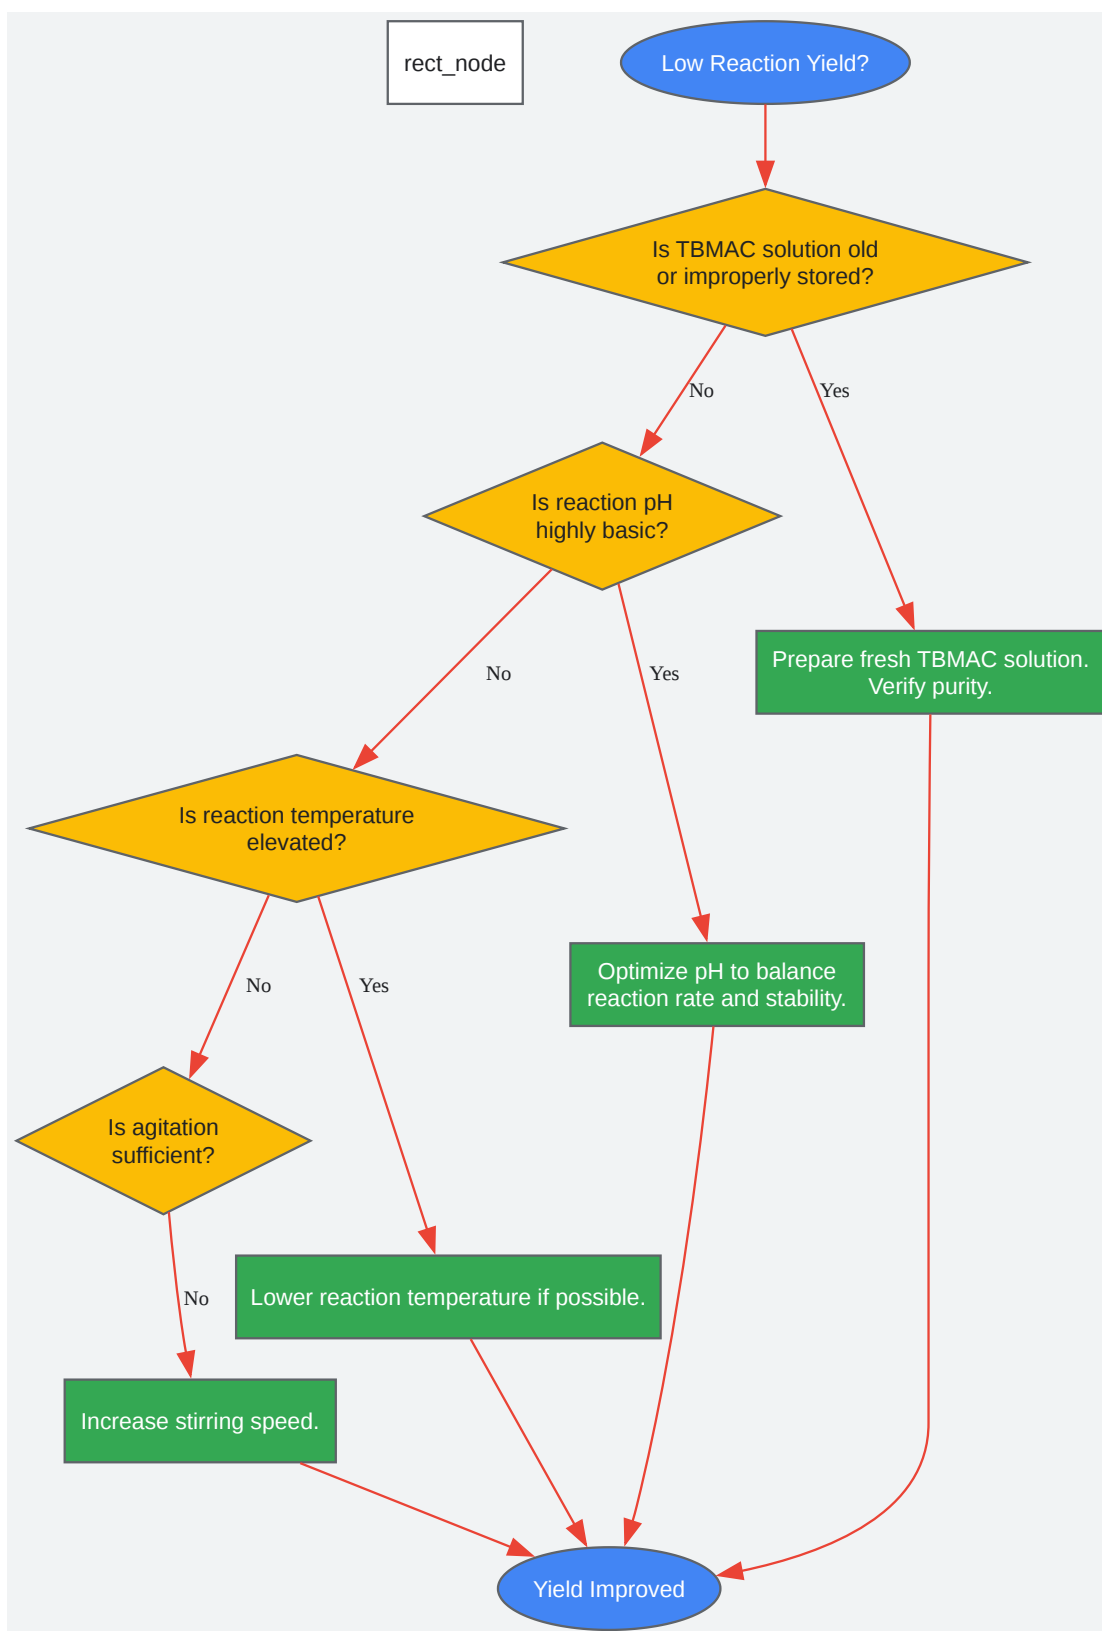 rect_node
Low Reaction Yield?
Is TBMAC solution old
or improperly stored?
No
Yes
Is reaction pH
highly basic?
No
Yes
Prepare fresh TBMAC solution.
Verify purity.
Is reaction temperature
elevated?
No
Yes
Optimize pH to balance
reaction rate and stability.
Is agitation
sufficient?
No
Lower reaction temperature if possible.
Increase stirring speed.
Yield Improved